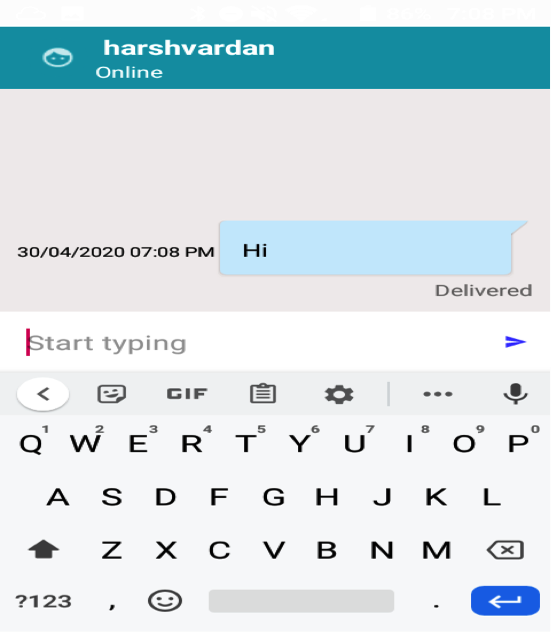 harshvardan
Online
30/04/2020 07:08 PM Hi
Delivered
Start typing
GIF
Q1 W2 E3 R4 T5 Y6 U7 I8 O9 P0
A S D F G H J K L
Z X C V B N M
?123 , .